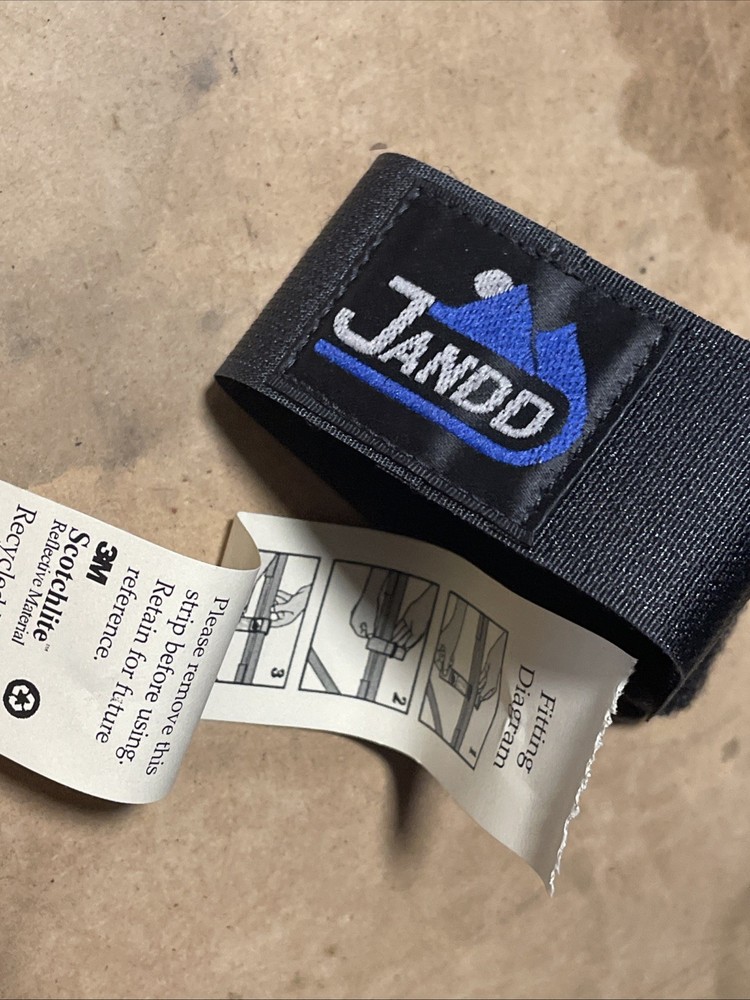 JANDD
Fitting
Diagram
1
2
3
Please remove this
strip before using.
Retain for future
reference.
3M
Scotchlite™
Reflective Material